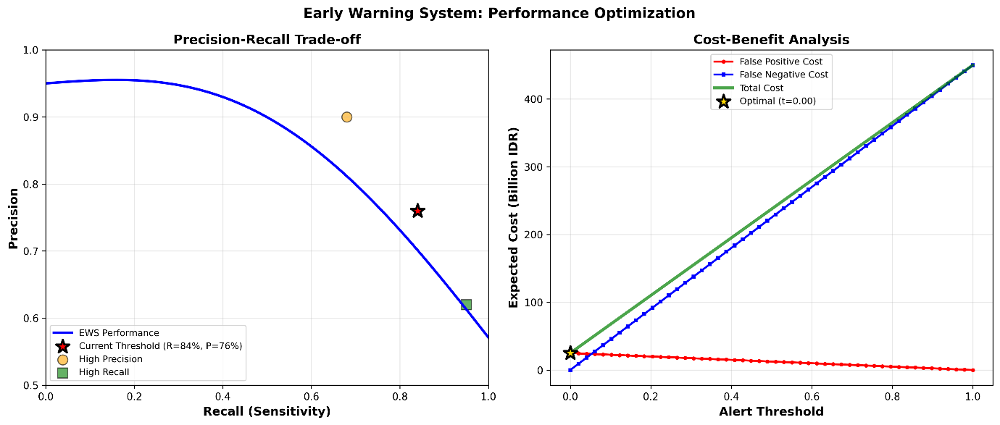 Early Warning System: Performance Optimization
Precision-Recall Trade-off
Precision
1.0
0.9
0.8
0.7
0.6
0.5
EWS Performance
Current Threshold (R=84%, P=76%)
High Precision
High Recall
0.0 0.2 0.4 0.6 0.8 1.0
Recall (Sensitivity)
Cost-Benefit Analysis
Expected Cost (Billion IDR)
400
300
200
100
0
False Positive Cost
False Negative Cost
Total Cost
Optimal (t=0.00)
0.0 0.2 0.4 0.6 0.8 1.0
Alert Threshold